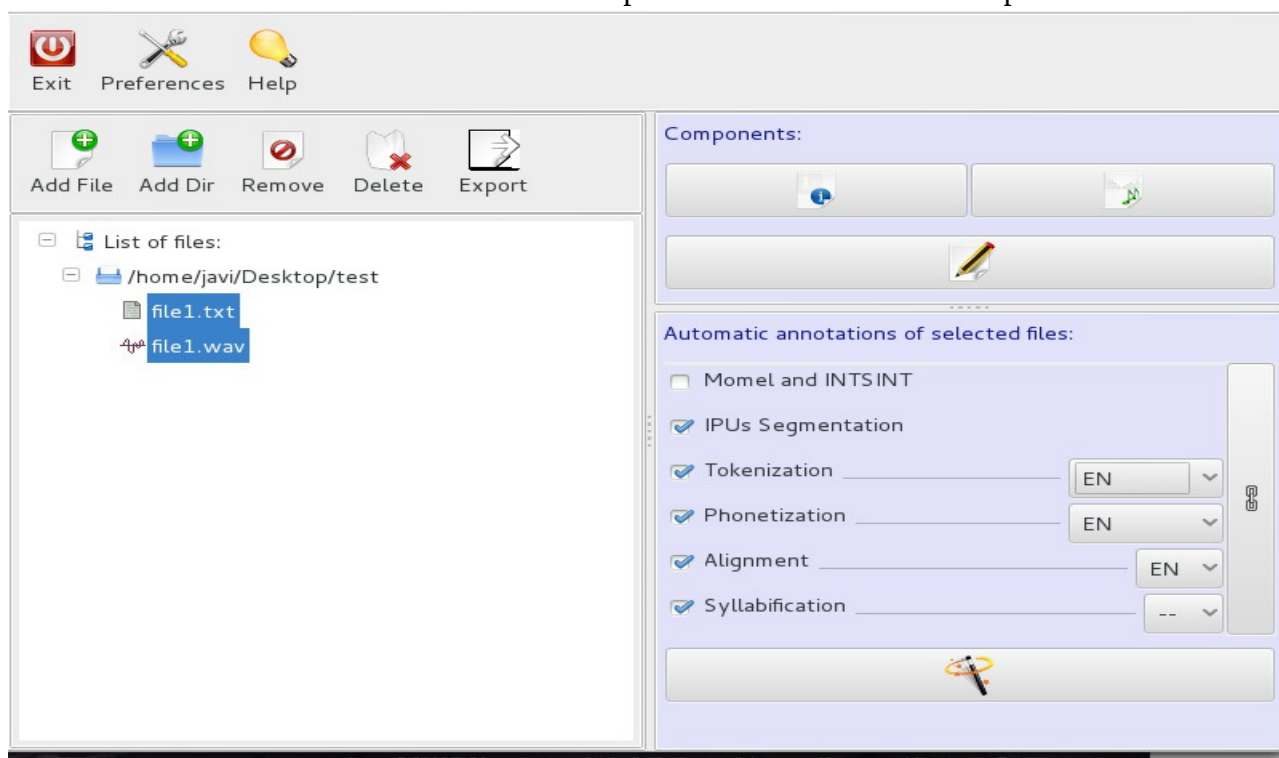 Exit Preferences Help
Add File Add Dir Remove Delete Export
List of files:
/home/javi/Desktop/test
file1.txt
file1.wav
Components:
Automatic annotations of selected files:
Momel and INTSINT
IPUs Segmentation
Tokenization EN
Phonetization EN
Alignment EN
Syllabification --